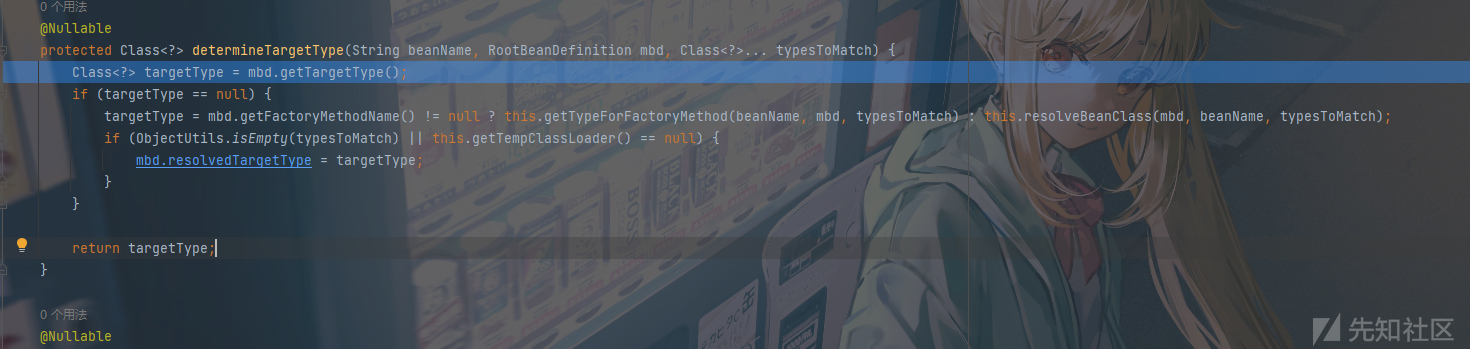 0 个用法
@Nullable
protected Class<?> determineTargetType(String beanName, RootBeanDefinition mbd, Class<?>... typesToMatch) {
Class<?> targetType = mbd.getTargetType();
if (targetType == null) {
targetType = mbd.getFactoryMethodName() != null ? this.getTypeForFactoryMethod(beanName, mbd, typesToMatch) : this.resolveBeanClass(mbd, beanName, typesToMatch);
if (ObjectUtils.isEmpty(typesToMatch) || this.getTempClassLoader() == null) {
mbd.resolvedTargetType = targetType;
}
}
return targetType;
}
0 个用法
@Nullable
BOSS
先知社区